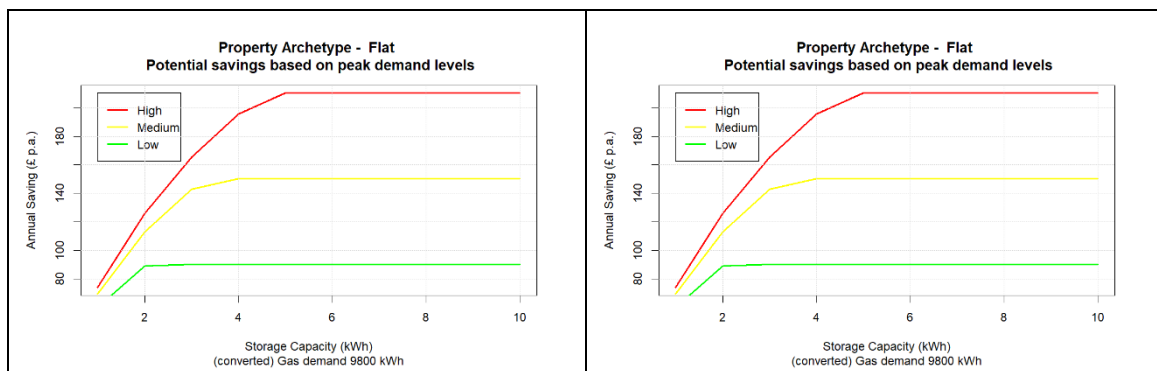 Property Archetype - Flat
Potential savings based on peak demand levels
High
Medium
Low
Annual Saving (£ p.a.)
180
140
100
80
2 4 6 8 10
Storage Capacity (kWh)
(converted) Gas demand 9800 kWh
Property Archetype - Flat
Potential savings based on peak demand levels
High
Medium
Low
Annual Saving (£ p.a.)
180
140
100
80
2 4 6 8 10
Storage Capacity (kWh)
(converted) Gas demand 9800 kWh